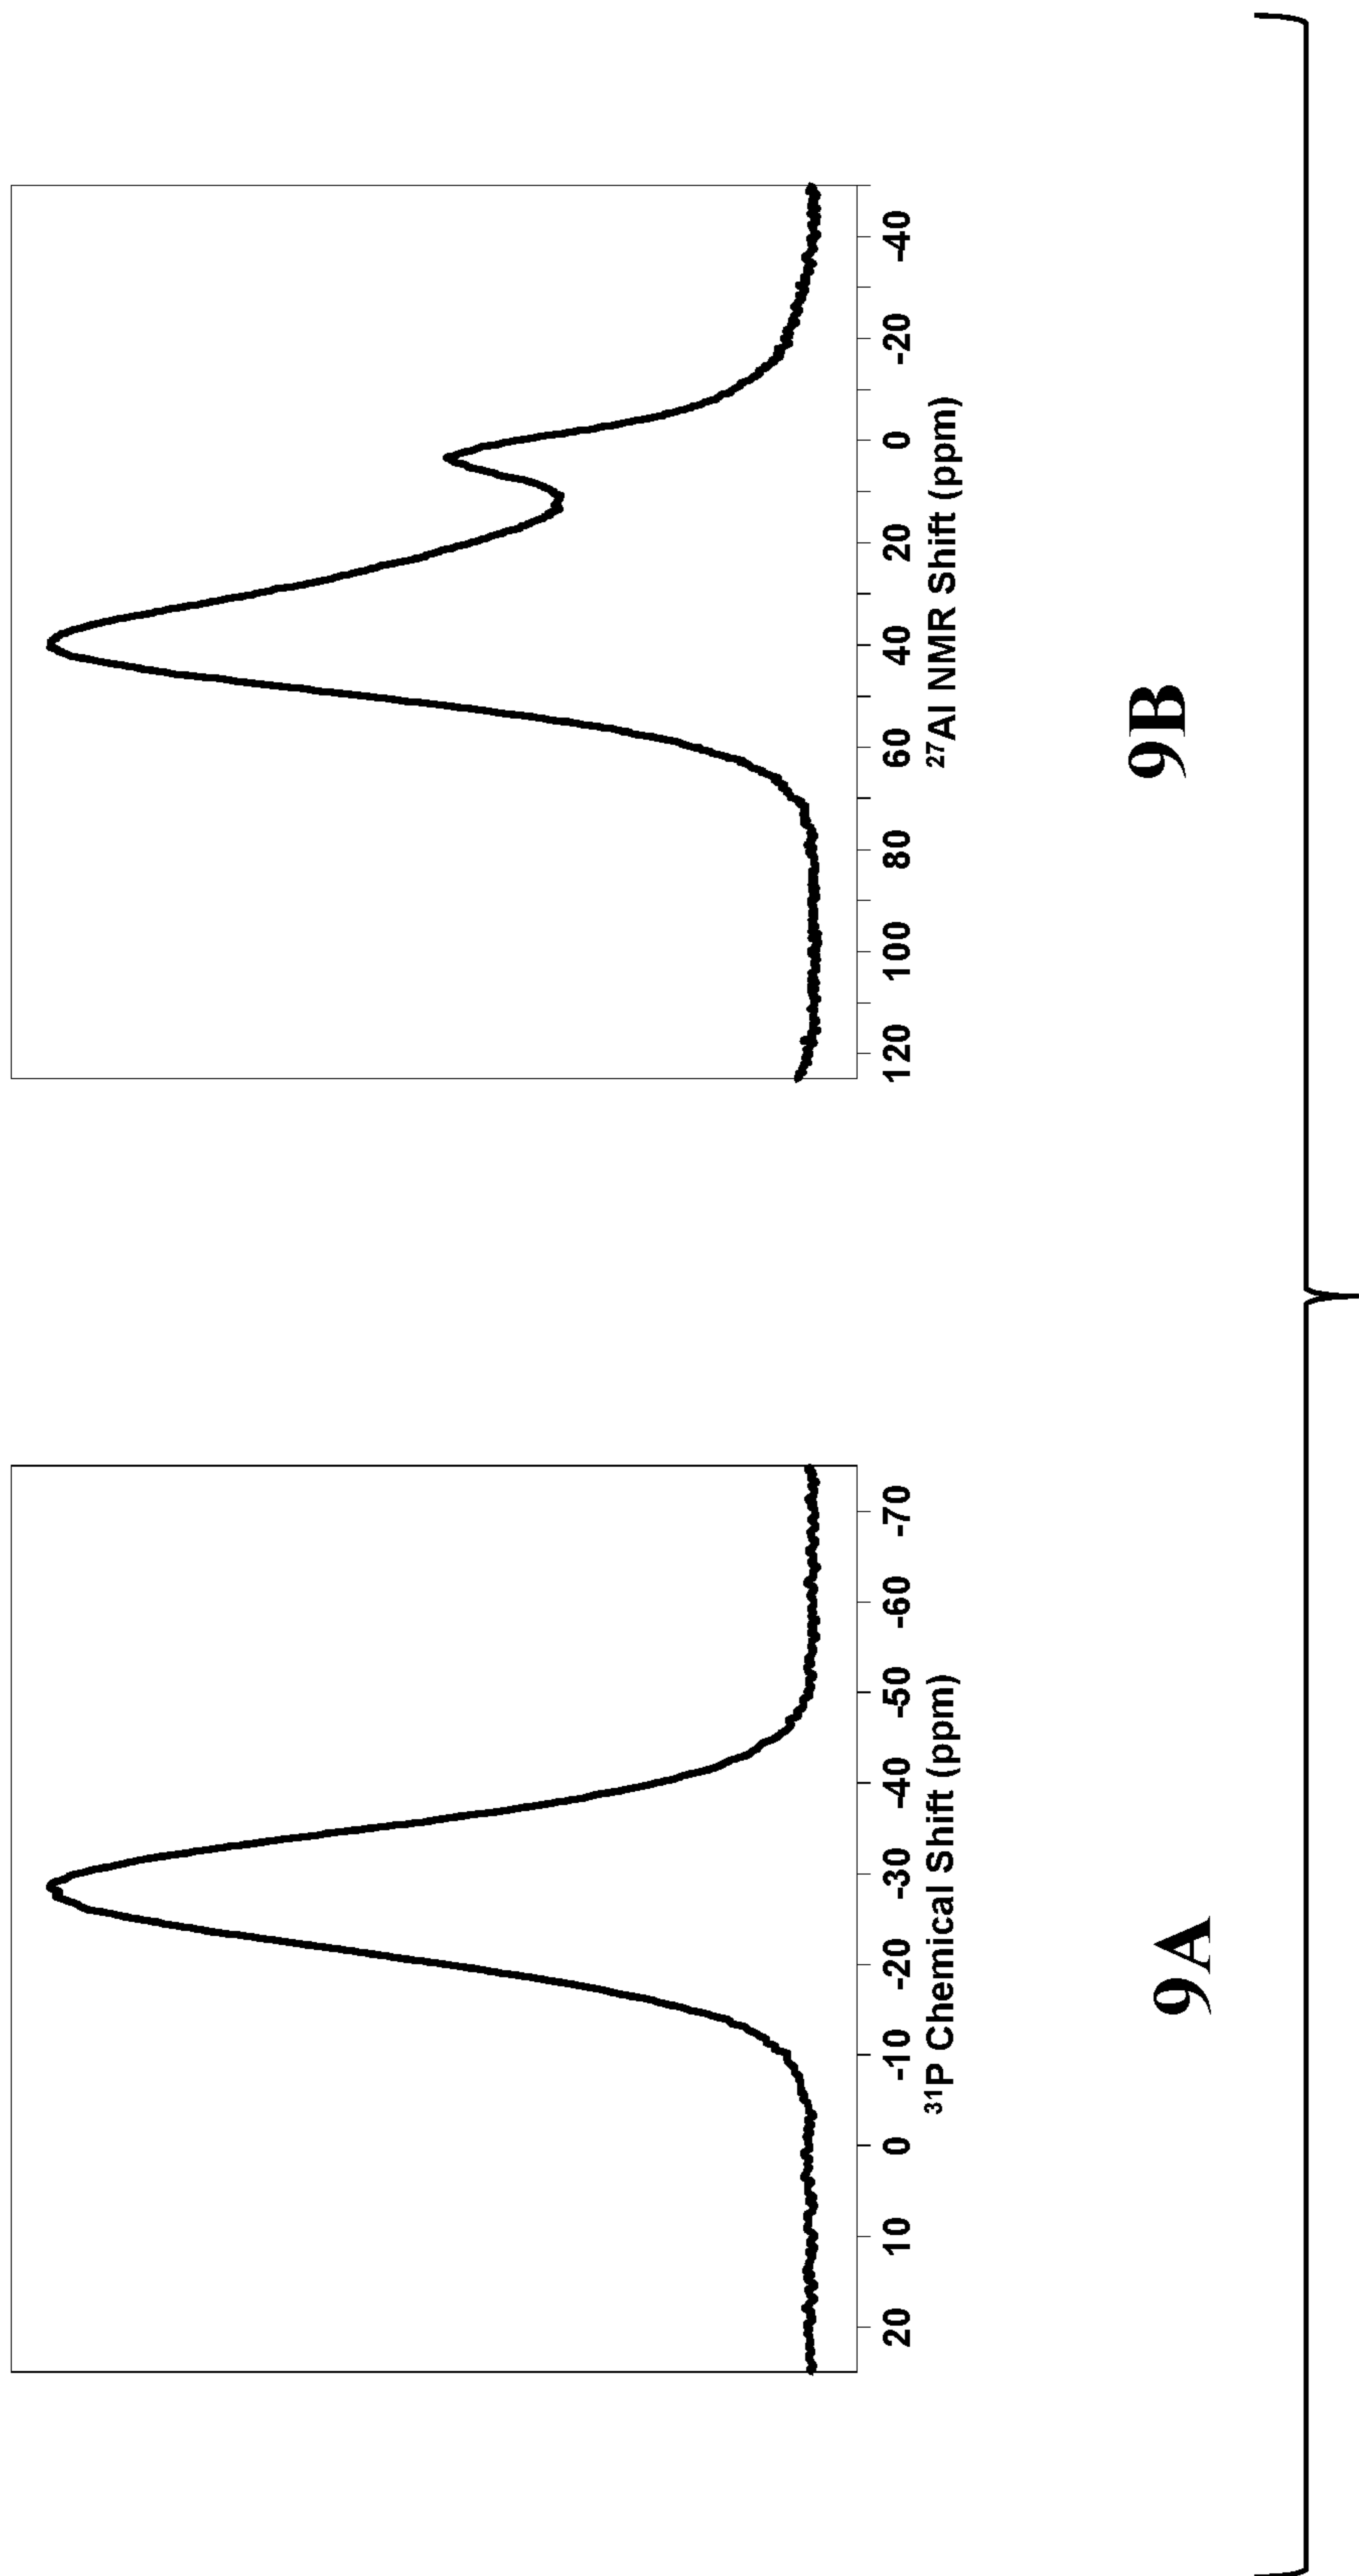 20 10 0 -10 -20 -30 -40 -50 -60 -70
³¹P Chemical Shift (ppm)
9A
120 100 80 60 40 20 0 -20 -40
²⁷Al NMR Shift (ppm)
9B